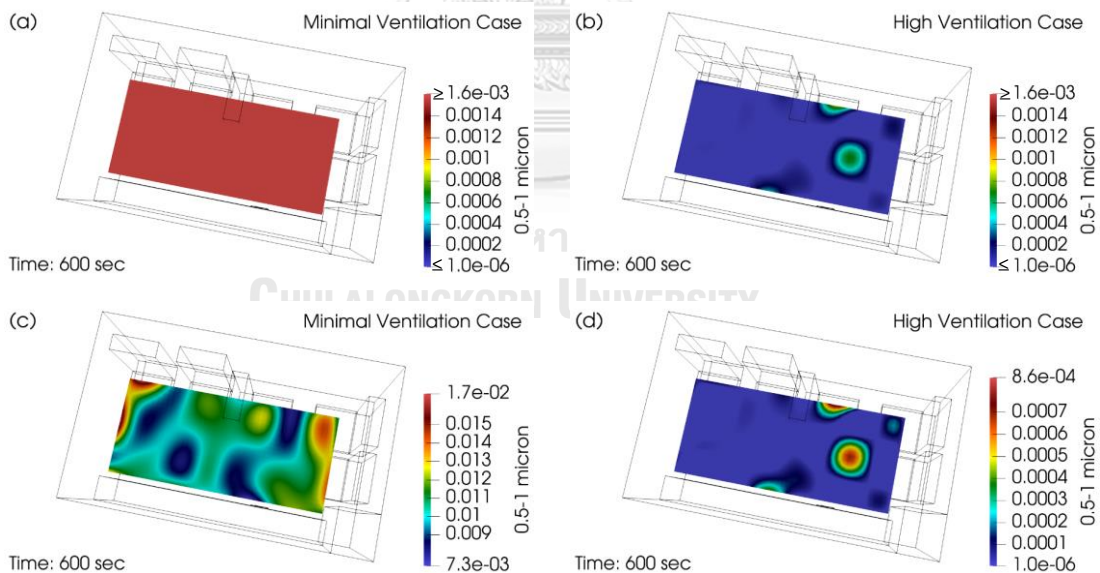 (a)
Minimal Ventilation Case
≥ 1.6e-03
0.0014
0.0012
0.001
0.0008
0.0006
0.0004
0.0002
≤ 1.0e-06
0.5-1 micron
Time: 600 sec
(b)
High Ventilation Case
≥ 1.6e-03
0.0014
0.0012
0.001
0.0008
0.0006
0.0004
0.0002
≤ 1.0e-06
0.5-1 micron
Time: 600 sec
CHULALONGKORN UNIVERSITY
(c)
Minimal Ventilation Case
1.7e-02
0.015
0.014
0.013
0.012
0.011
0.01
0.009
7.3e-03
0.5-1 micron
Time: 600 sec
(d)
High Ventilation Case
8.6e-04
0.0007
0.0006
0.0005
0.0004
0.0003
0.0002
0.0001
1.0e-06
0.5-1 micron
Time: 600 sec